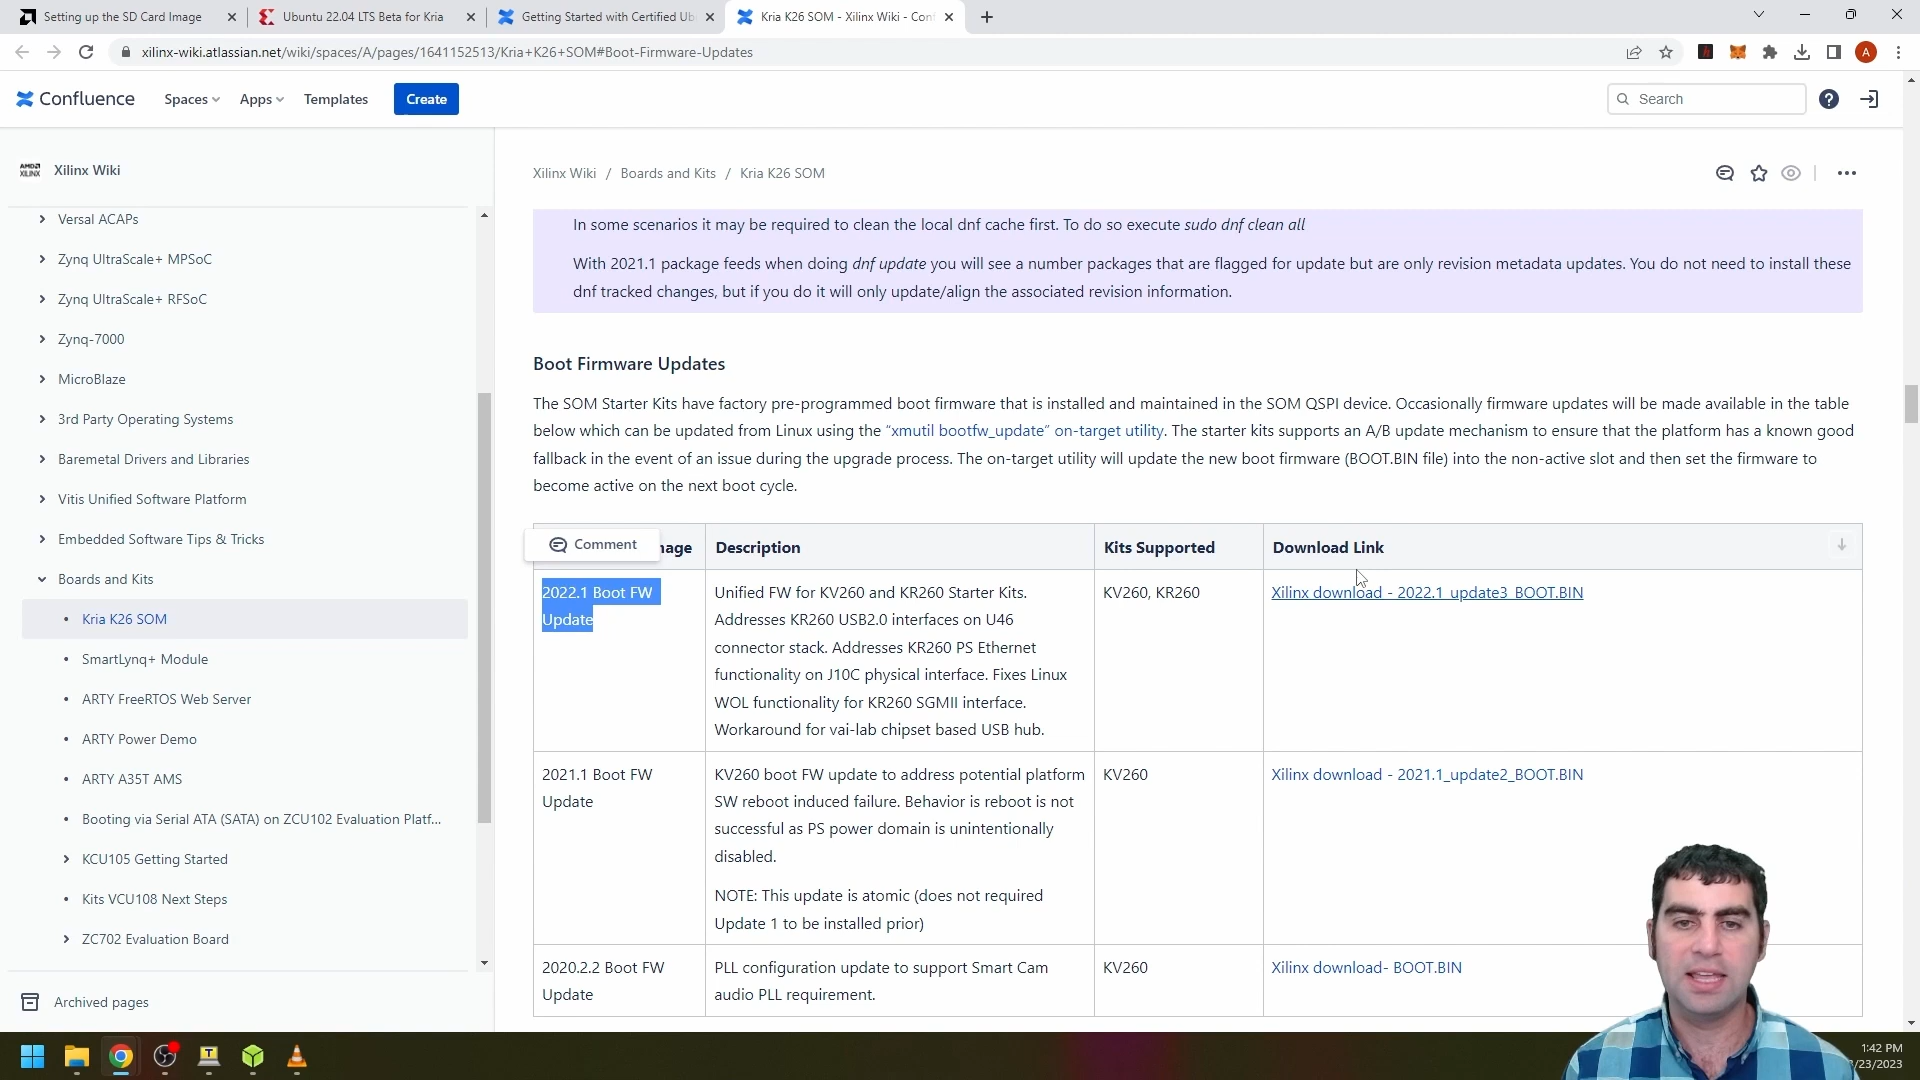 Setting up the SD Card Image
Ubuntu 22.04 LTS Beta for Kria
Getting Started with Certified Ub
Kria K26 SOM - Xilinx Wiki - Con
xilinx-wiki.atlassian.net/wiki/spaces/A/pages/1641152513/Kria+K26+SOM#Boot-Firmware-Updates
A
Confluence
Spaces
Apps
Templates
Create
Search
AMD
XILINX
Xilinx Wiki
Versal ACAPs
Zynq UltraScale+ MPSoC
Zynq UltraScale+ RFSoC
Zynq-7000
MicroBlaze
3rd Party Operating Systems
Baremetal Drivers and Libraries
Vitis Unified Software Platform
Embedded Software Tips & Tricks
Boards and Kits
Kria K26 SOM
SmartLynq+ Module
ARTY FreeRTOS Web Server
ARTY Power Demo
ARTY A35T AMS
Booting via Serial ATA (SATA) on ZCU102 Evaluation Platf...
KCU105 Getting Started
Kits VCU108 Next Steps
ZC702 Evaluation Board
Archived pages
Xilinx Wiki / Boards and Kits / Kria K26 SOM
In some scenarios it may be required to clean the local dnf cache first. To do so execute sudo dnf clean all
With 2021.1 package feeds when doing dnf update you will see a number packages that are flagged for update but are only revision metadata updates. You do not need to install these
dnf tracked changes, but if you do it will only update/align the associated revision information.
Boot Firmware Updates
The SOM Starter Kits have factory pre-programmed boot firmware that is installed and maintained in the SOM QSPI device. Occasionally firmware updates will be made available in the table
below which can be updated from Linux using the “xmutil bootfw_update” on-target utility. The starter kits supports an A/B update mechanism to ensure that the platform has a known good
fallback in the event of an issue during the upgrade process. The on-target utility will update the new boot firmware (BOOT.BIN file) into the non-active slot and then set the firmware to
become active on the next boot cycle.
Comment
Description
Kits Supported
Download Link
2022.1 Boot FW
Update
Unified FW for KV260 and KR260 Starter Kits.
Addresses KR260 USB2.0 interfaces on U46
connector stack. Addresses KR260 PS Ethernet
functionality on J10C physical interface. Fixes Linux
WOL functionality for KR260 SGMII interface.
Workaround for vai-lab chipset based USB hub.
KV260, KR260
Xilinx download - 2022.1_update3_BOOT.BIN
2021.1 Boot FW
Update
KV260 boot FW update to address potential platform
SW reboot induced failure. Behavior is reboot is not
successful as PS power domain is unintentionally
disabled.
NOTE: This update is atomic (does not required
Update 1 to be installed prior)
KV260
Xilinx download - 2021.1_update2_BOOT.BIN
2020.2.2 Boot FW
Update
PLL configuration update to support Smart Cam
audio PLL requirement.
KV260
Xilinx download- BOOT.BIN
1:42 PM
/23/2023